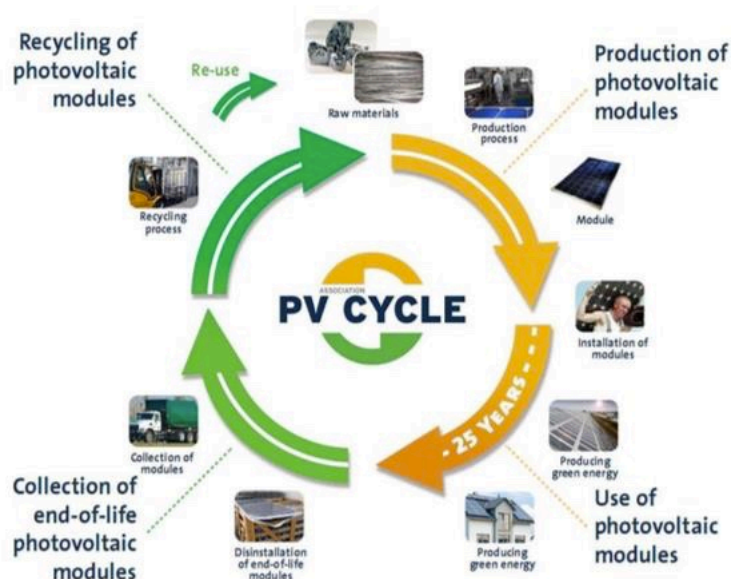 Recycling of
photovoltaic
modules
Re-use
Raw materials
Production
process
Production of
photovoltaic
modules
Module
Installation of
modules
- 25 YEARS - - -
Producing
green energy
Use of
photovoltaic
modules
Producing
green energy
Disinstallation
of end-of-life
modules
Collection of
end-of-life
photovoltaic
modules
Collection of
modules
Recycling
process
ASSOCIATION
PV CYCLE